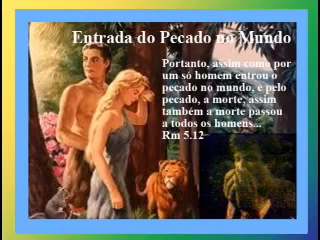 Entrada do Pecado no Mundo
Portanto, assim como por
um só homem entrou o
pecado no mundo, e pelo
pecado, a morte, assim
também a morte passou
a todos os homens...
Rm 5.12